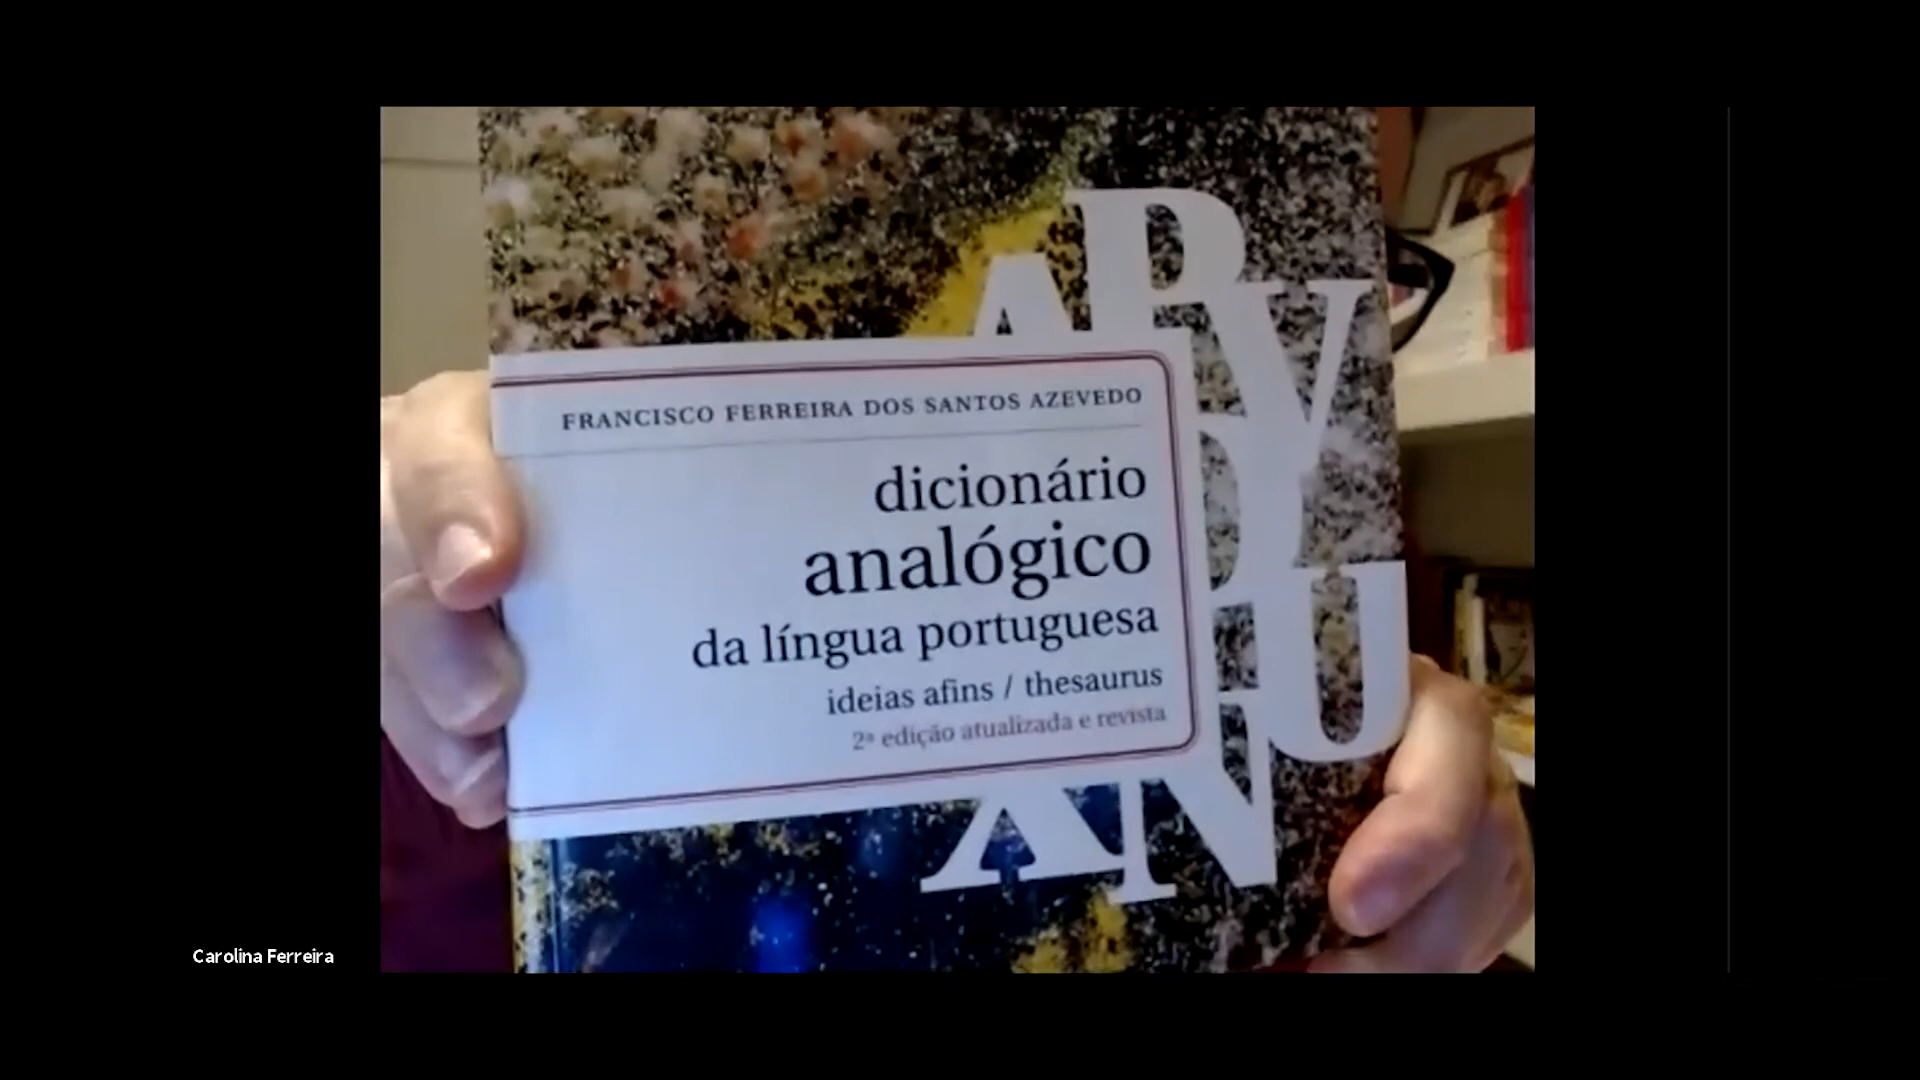 FRANCISCO FERREIRA DOS SANTOS AZEVEDO
dicionário
analógico
da língua portuguesa
ideias afins / thesaurus
2ª edição atualizada e revista
Carolina Ferreira